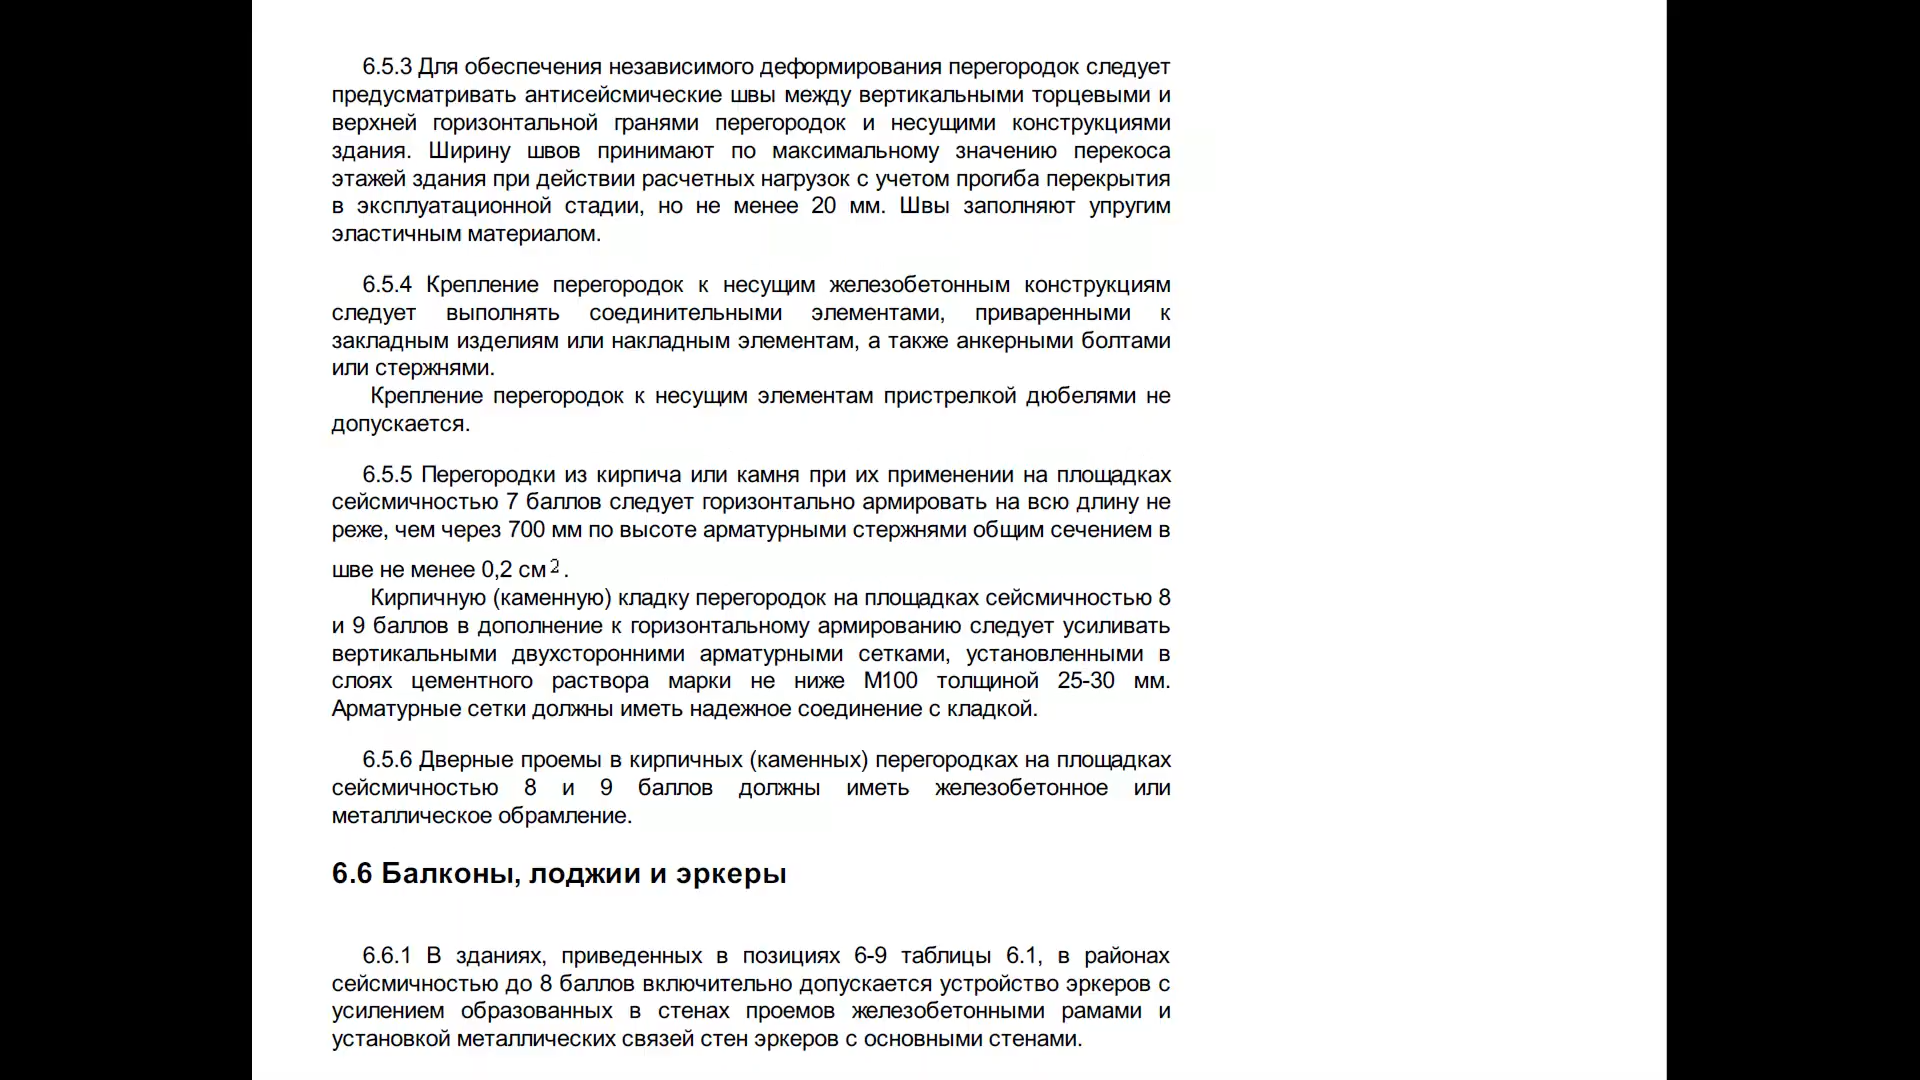 6.5.3 Для обеспечения независимого деформирования перегородок следует
предусматривать антисейсмические швы между вертикальными торцевыми и
верхней горизонтальной гранями перегородок и несущими конструкциями
здания. Ширину швов принимают по максимальному значению перекоса
этажей здания при действии расчетных нагрузок с учетом прогиба перекрытия
в эксплуатационной стадии, но не менее 20 мм. Швы заполняют упругим
эластичным материалом.
6.5.4 Крепление перегородок к несущим железобетонным конструкциям
следует выполнять соединительными элементами, приваренными к
закладным изделиям или накладным элементам, а также анкерными болтами
или стержнями.
Крепление перегородок к несущим элементам пристрелкой дюбелями не
допускается.
6.5.5 Перегородки из кирпича или камня при их применении на площадках
сейсмичностью 7 баллов следует горизонтально армировать на всю длину не
реже, чем через 700 мм по высоте арматурными стержнями общим сечением в
шве не менее 0,2 см².
Кирпичную (каменную) кладку перегородок на площадках сейсмичностью 8
и 9 баллов в дополнение к горизонтальному армированию следует усиливать
вертикальными двухсторонними арматурными сетками, установленными в
слоях цементного раствора марки не ниже М100 толщиной 25-30 мм.
Арматурные сетки должны иметь надежное соединение с кладкой.
6.5.6 Дверные проемы в кирпичных (каменных) перегородках на площадках
сейсмичностью 8 и 9 баллов должны иметь железобетонное или
металлическое обрамление.
6.6 Балконы, лоджии и эркеры
6.6.1 В зданиях, приведенных в позициях 6-9 таблицы 6.1, в районах
сейсмичностью до 8 баллов включительно допускается устройство эркеров с
усилением образованных в стенах проемов железобетонными рамами и
установкой металлических связей стен эркеров с основными стенами.